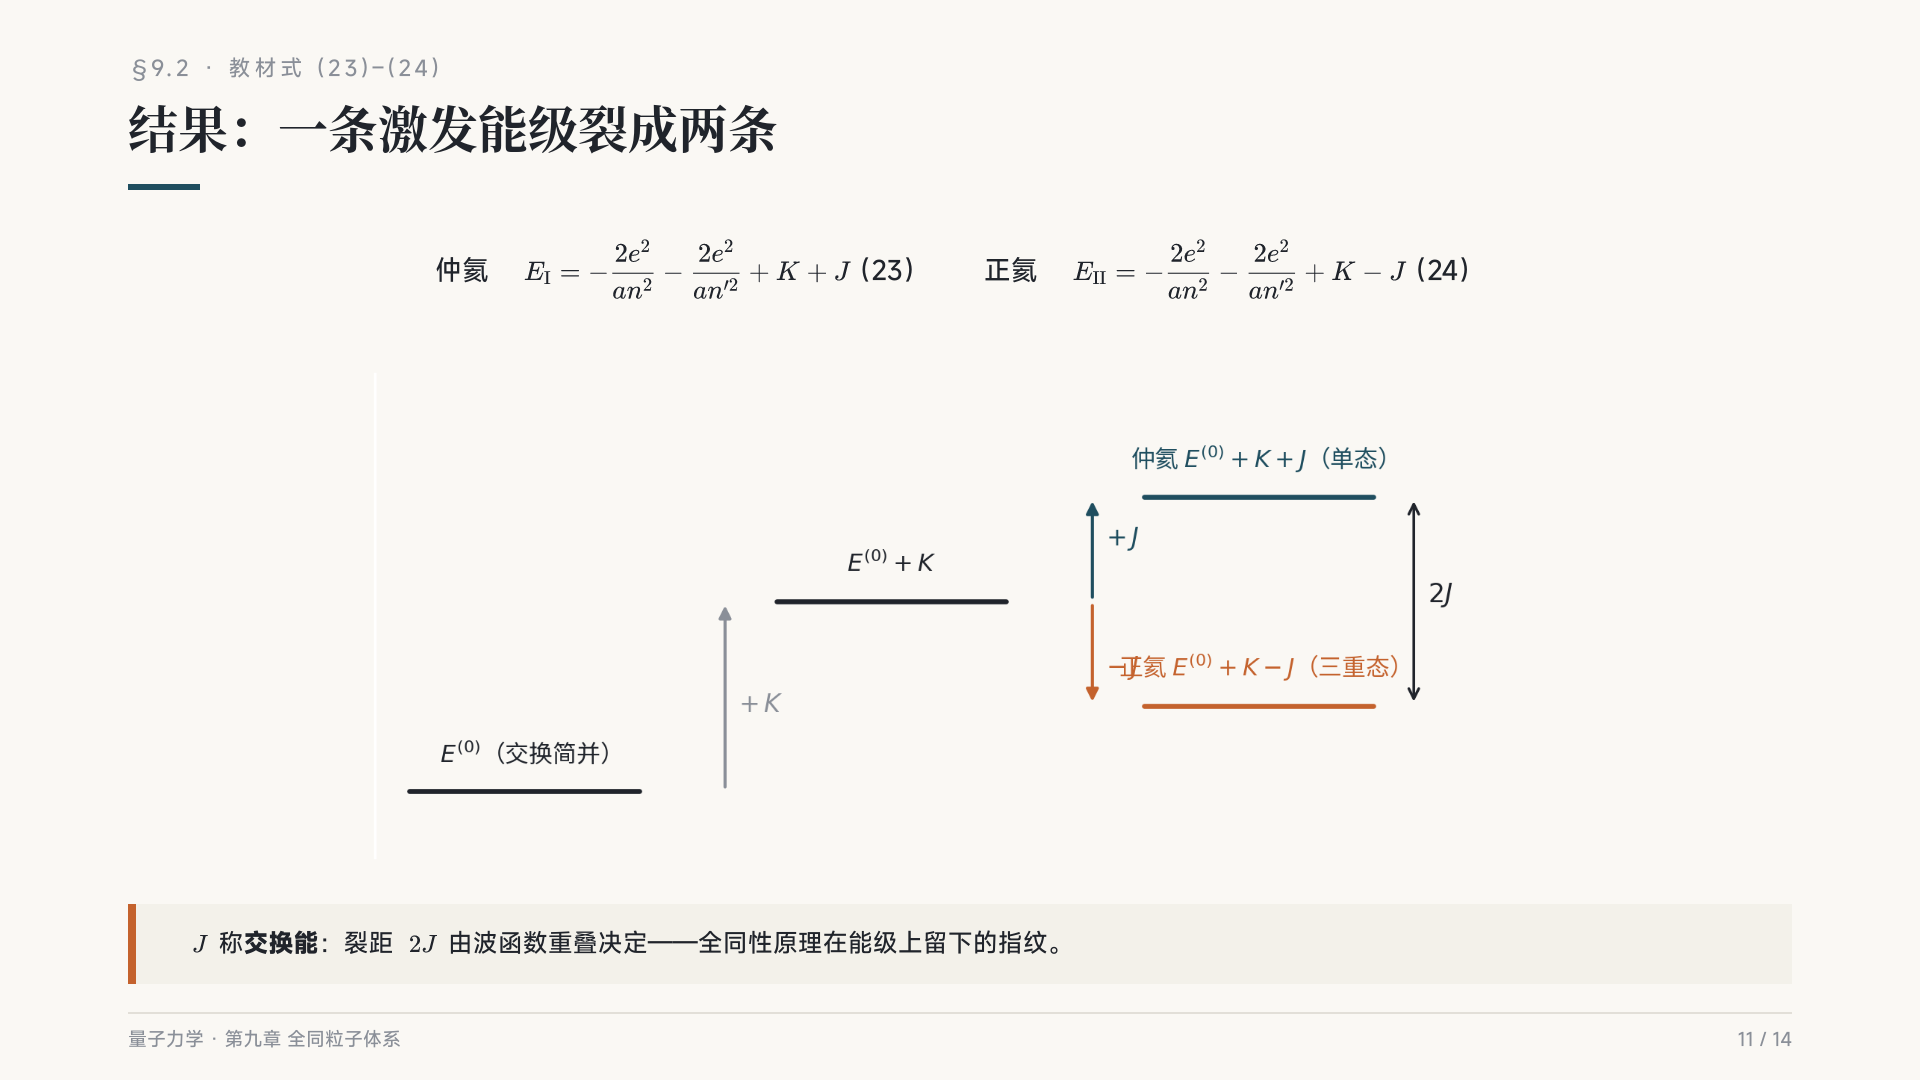 §9.2 · 教材式 (23)–(24)
结果：一条激发能级裂成两条
仲氦 $E_{\mathrm{I}} = -\dfrac{2e^2}{an^2} - \dfrac{2e^2}{an'^2} + K + J$ (23) 正氦 $E_{\mathrm{II}} = -\dfrac{2e^2}{an^2} - \dfrac{2e^2}{an'^2} + K - J$ (24)
仲氦 $E^{(0)} + K + J$（单态）
+J
$E^{(0)} + K$
2J
−J
正氦 $E^{(0)} + K - J$（三重态）
+K
$E^{(0)}$（交换简并）
J 称交换能：裂距 2J 由波函数重叠决定——全同性原理在能级上留下的指纹。
量子力学 · 第九章 全同粒子体系
11 / 14